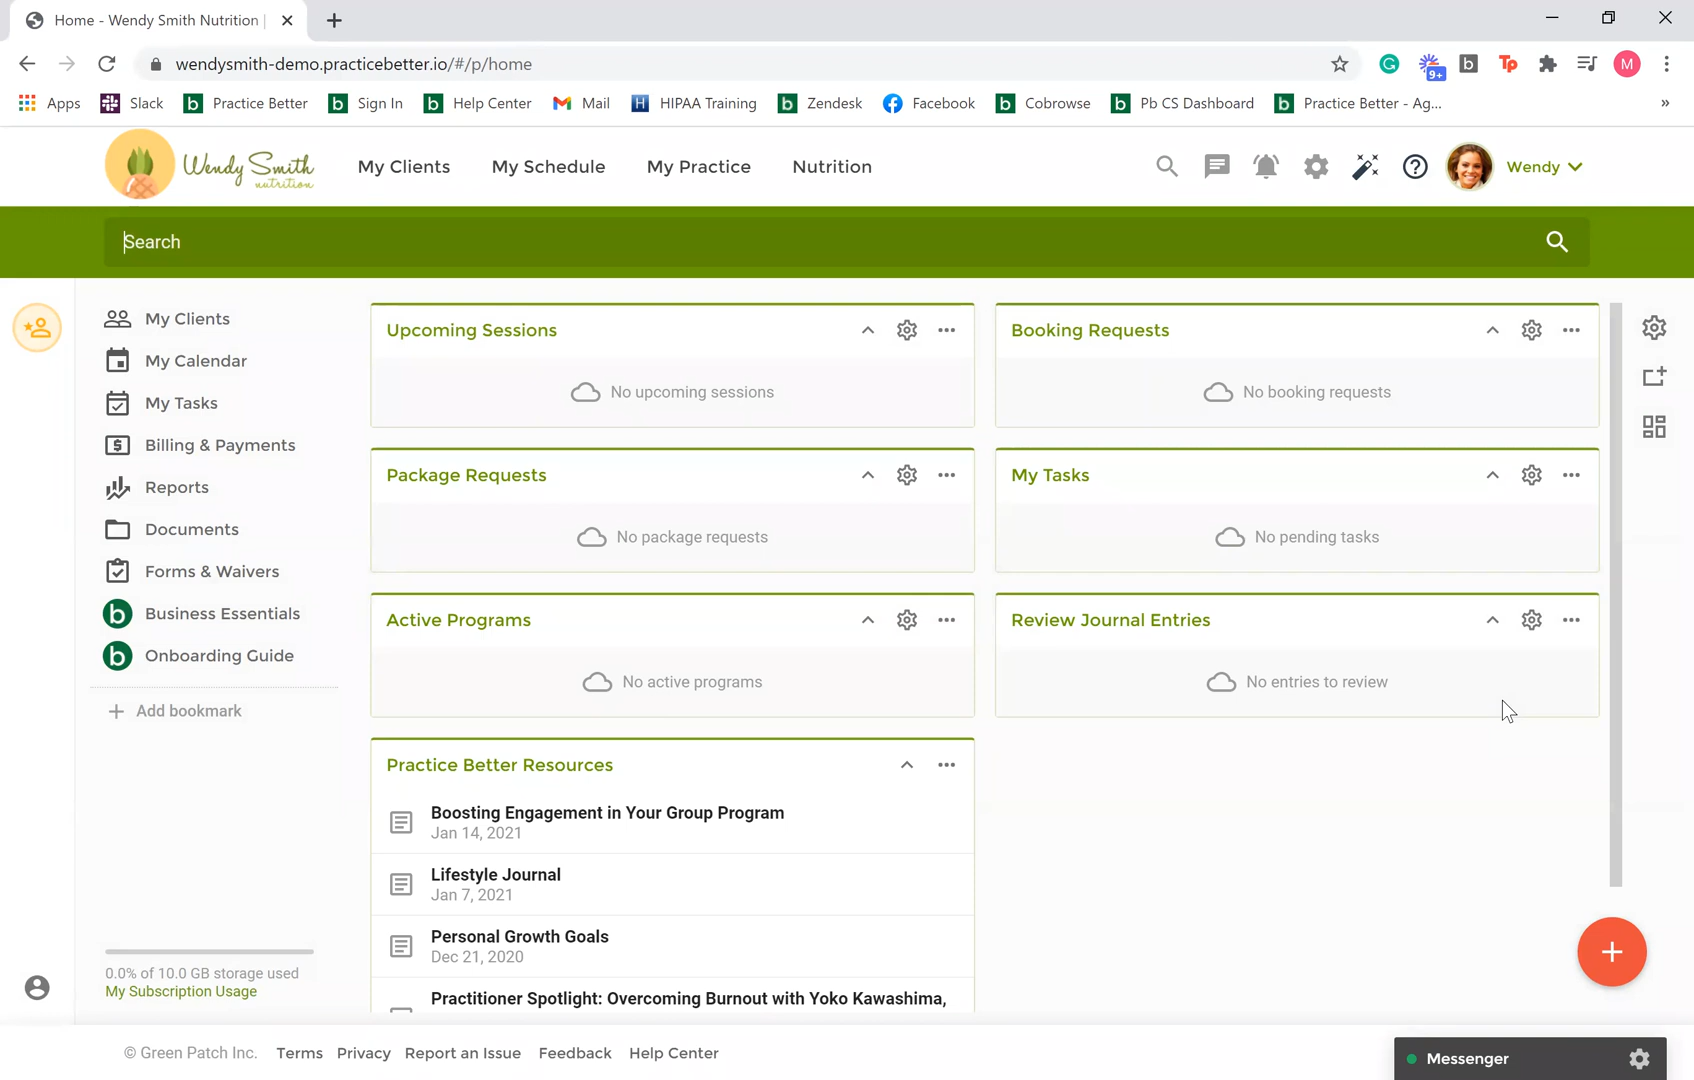 Home - Wendy Smith Nutrition |
wendysmith-demo.practicebetter.io/#/p/home
9+
b
Tp
M
Apps
Slack
b Practice Better
b Sign In
b Help Center
Mail
H HIPAA Training
b Zendesk
Facebook
b Cobrowse
b Pb CS Dashboard
b Practice Better - Ag...
»
Wendy Smith
nutrition
My Clients
My Schedule
My Practice
Nutrition
Wendy
Search
My Clients
My Calendar
My Tasks
Billing & Payments
Reports
Documents
Forms & Waivers
b Business Essentials
b Onboarding Guide
+ Add bookmark
0.0% of 10.0 GB storage used
My Subscription Usage
Upcoming Sessions
No upcoming sessions
Booking Requests
No booking requests
Package Requests
No package requests
My Tasks
No pending tasks
Active Programs
No active programs
Review Journal Entries
No entries to review
Practice Better Resources
Boosting Engagement in Your Group Program
Jan 14, 2021
Lifestyle Journal
Jan 7, 2021
Personal Growth Goals
Dec 21, 2020
Practitioner Spotlight: Overcoming Burnout with Yoko Kawashima,
© Green Patch Inc.
Terms
Privacy
Report an Issue
Feedback
Help Center
Messenger